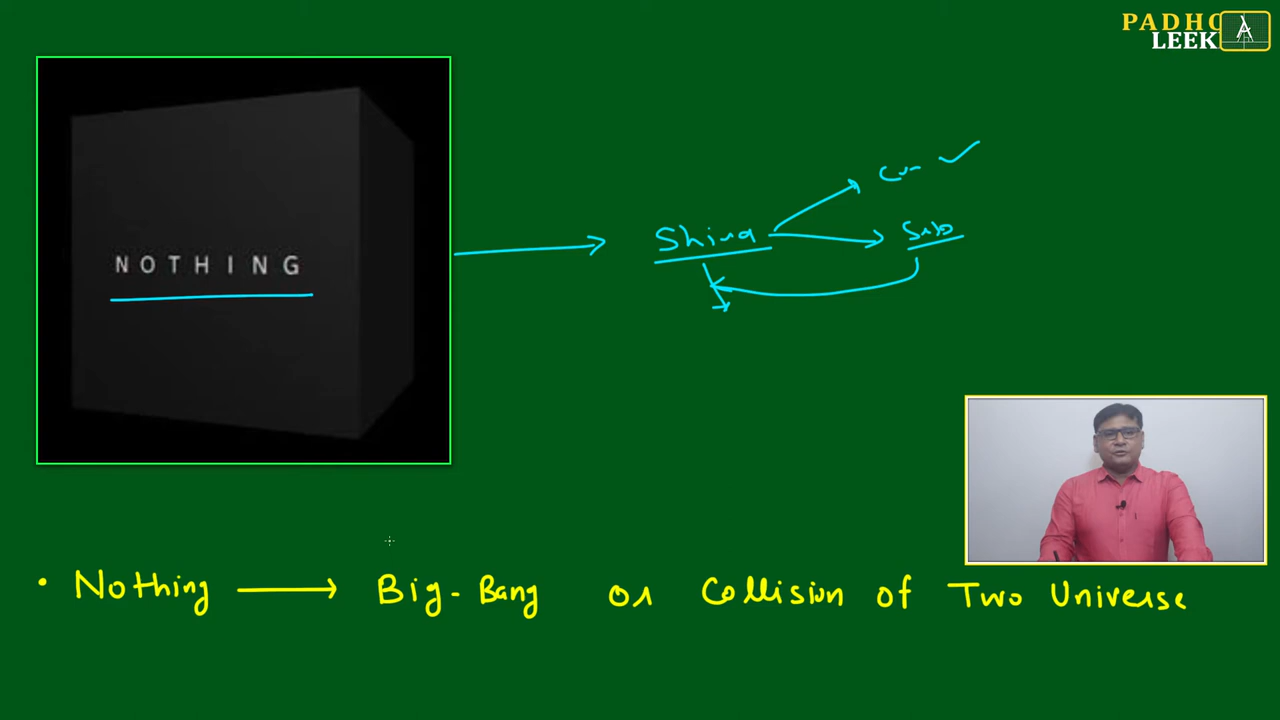 PADHO
LEEK
NOTHING
Shiva
• Nothing → Big-Bang or Collision of Two Universe